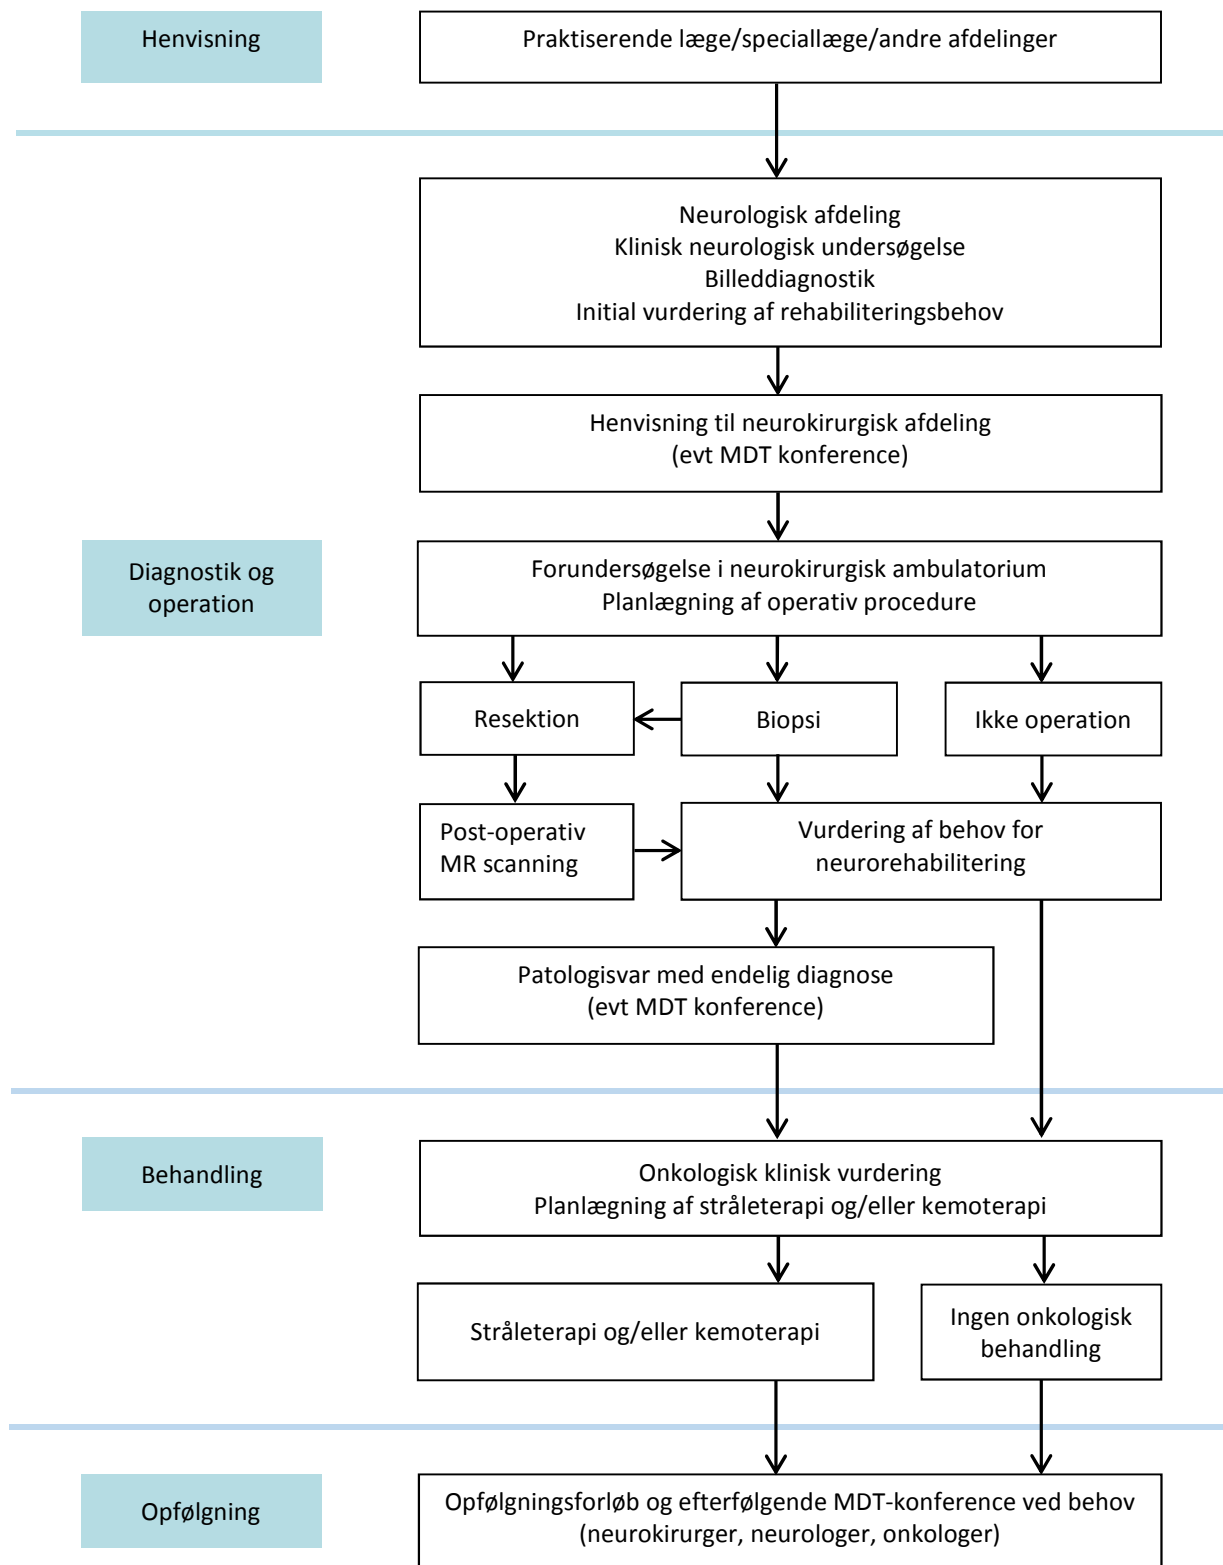 Henvisning
Praktiserende læge/speciallæge/andre afdelinger
Neurologisk afdeling
Klinisk neurologisk undersøgelse
Billeddiagnostik
Initial vurdering af rehabiliteringsbehov
Henvisning til neurokirurgisk afdeling
(evt MDT konference)
Diagnostik og
operation
Forundersøgelse i neurokirurgisk ambulatorium
Planlægning af operativ procedure
Resektion
Biopsi
Ikke operation
Post-operativ
MR scanning
Vurdering af behov for
neurorehabilitering
Patologisvar med endelig diagnose
(evt MDT konference)
Behandling
Onkologisk klinisk vurdering
Planlægning af stråleterapi og/eller kemoterapi
Stråleterapi og/eller kemoterapi
Ingen onkologisk
behandling
Opfølgning
Opfølgningsforløb og efterfølgende MDT-konference ved behov
(neurokirurger, neurologer, onkologer)